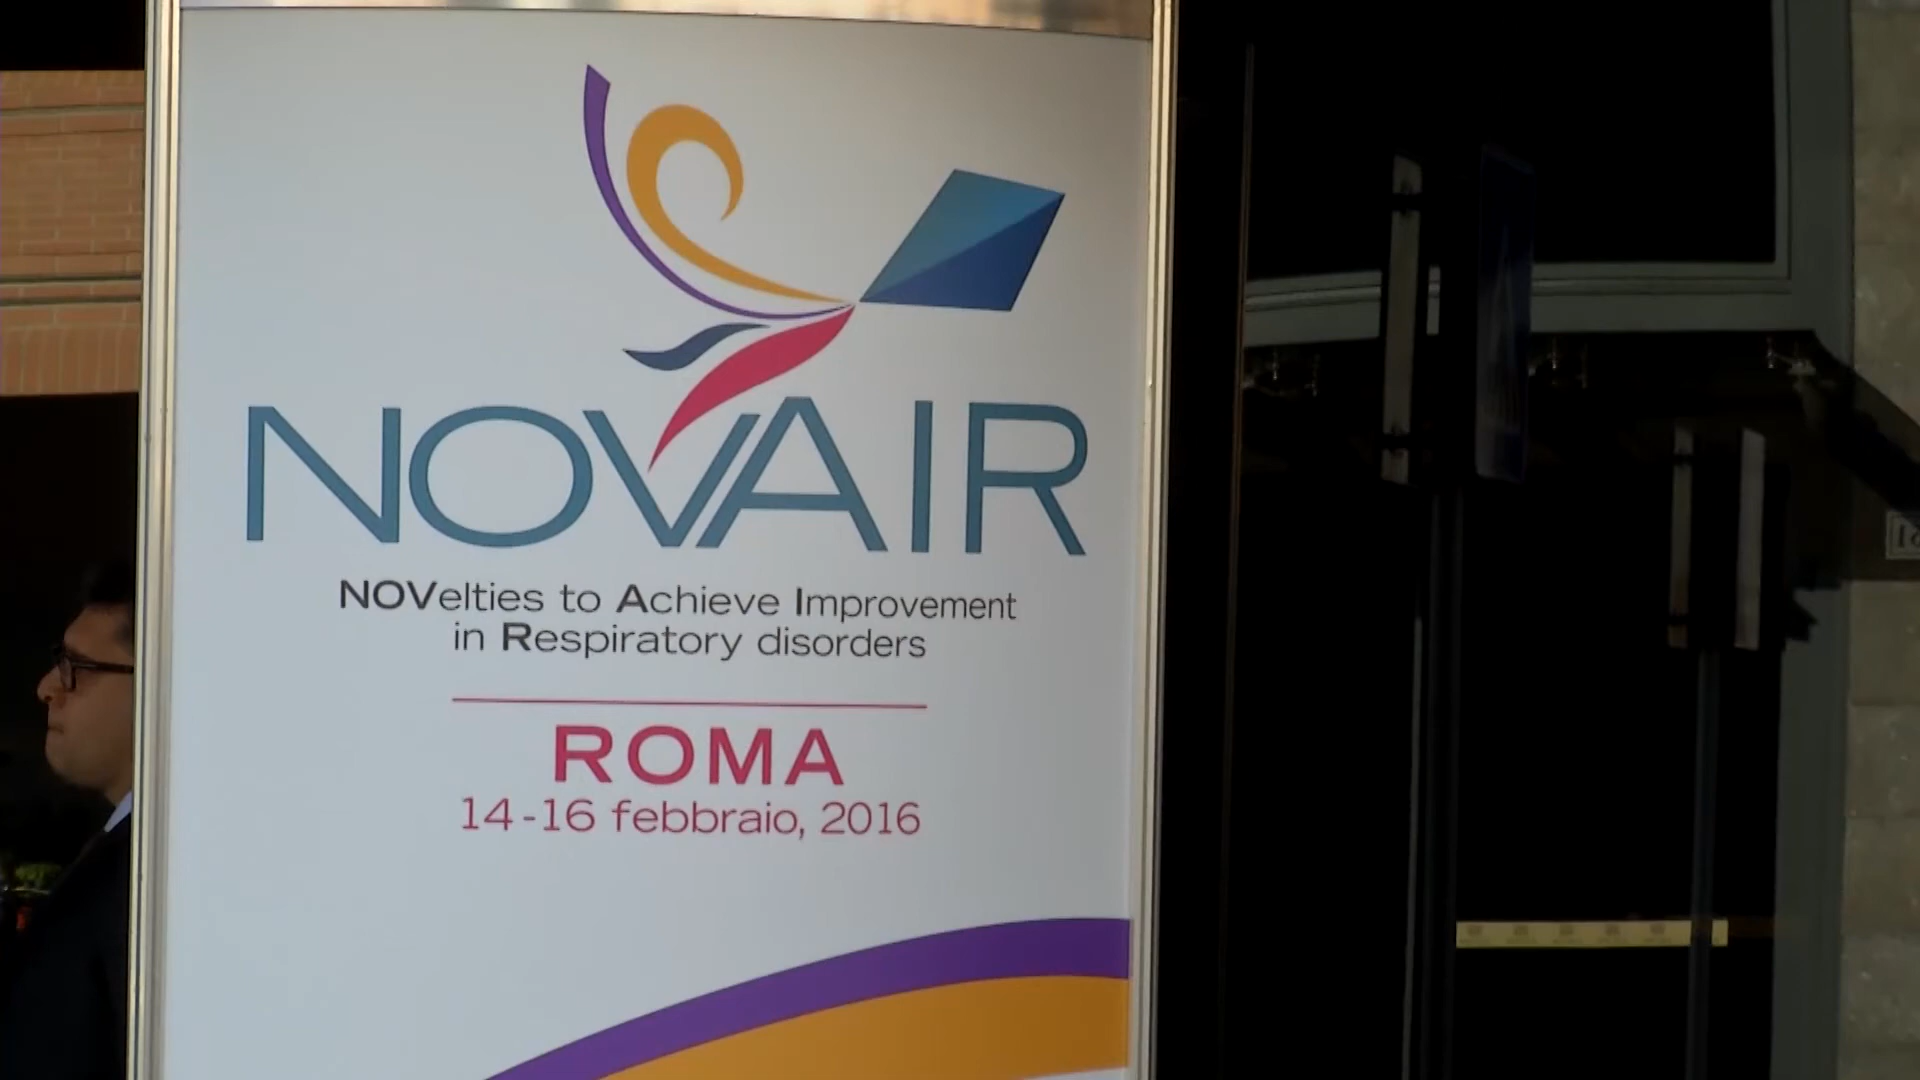 NOVAIR
NOVelties to Achieve Improvement
in Respiratory disorders
ROMA
14-16 febbraio, 2016